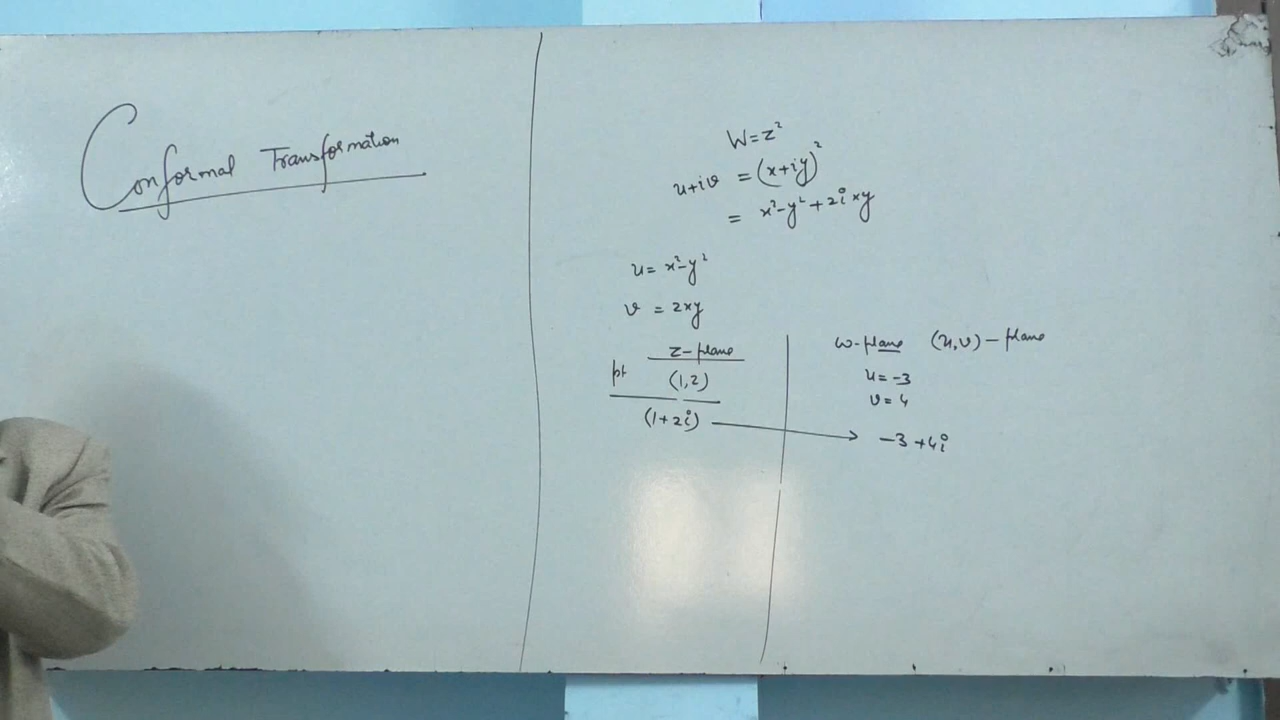 Conformal Transformation
W=z²
u+iv = (x+iy)²
= x²-y²+2ixy
u= x²-y²
v = 2xy
z-plane
pt (1,2)
(1+2i)
w-plane (u,v)-plane
u=-3
v=4
-3+4i